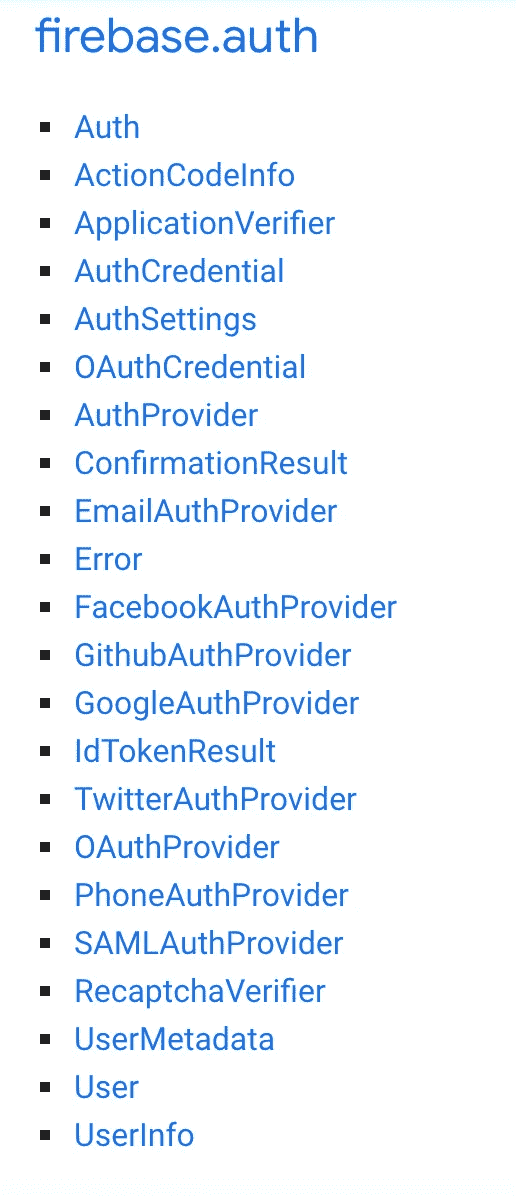 firebase.auth
Auth
ActionCodeInfo
ApplicationVerifier
AuthCredential
AuthSettings
OAuthCredential
AuthProvider
ConfirmationResult
EmailAuthProvider
Error
FacebookAuthProvider
GithubAuthProvider
GoogleAuthProvider
IdTokenResult
TwitterAuthProvider
OAuthProvider
PhoneAuthProvider
SAMLAuthProvider
RecaptchaVerifier
UserMetadata
User
UserInfo